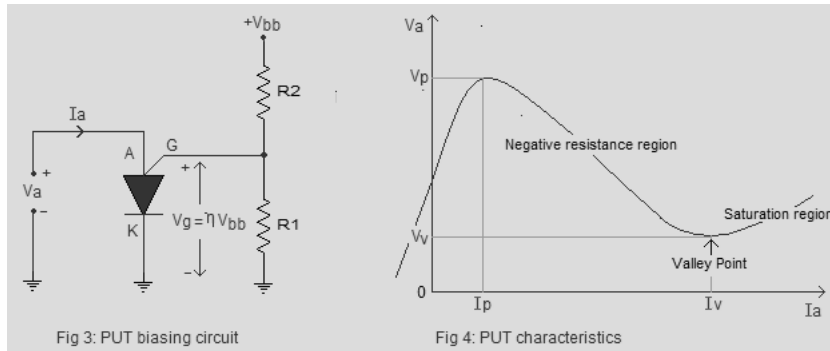 +Vbb
R2
Ia
A
G
+
Va
+
-
K
Vg=ηVbb
R1
-
Fig 3: PUT biasing circuit
Va
Vp
Negative resistance region
Saturation region
Vv
Valley Point
0
Ip
Iv
Ia
Fig 4: PUT characteristics